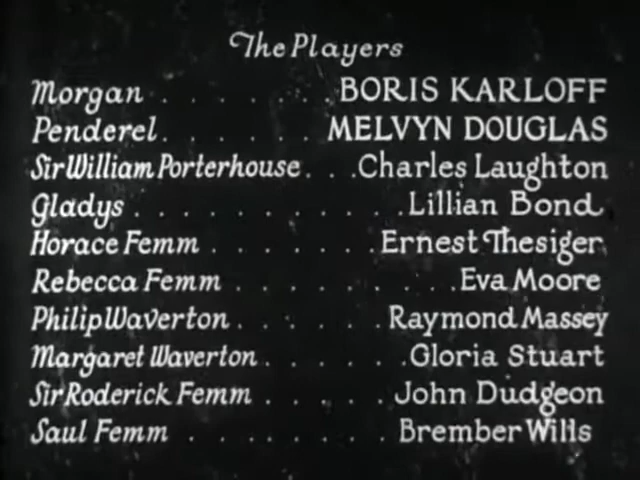 The Players
Morgan . . . . . . . BORIS KARLOFF
Penderel. . . . . . . MELVYN DOUGLAS
Sir William Porterhouse. . .Charles Laughton
Gladys . . . . . . . . . . .Lillian Bond
Horace Femm . . . . . . .Ernest Thesiger
Rebecca Femm . . . . . . . . .Eva Moore
Philip Waverton . . . . . .Raymond Massey
Margaret Waverton . . . . . .Gloria Stuart
Sir Roderick Femm . . . . .John Dudgeon
Saul Femm . . . . . . . . Brember Wills